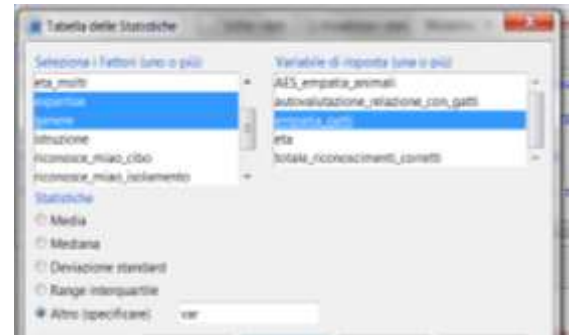 Tabella delle Statistiche
Seleziona i Fattori (uno o più)
eta_molti
expertise
genere
istruzione
riconosce_miao_cibo
riconosce_miao_isolamento
Variabile di risposta (una o più)
AES_empatia_animali
autovalutazione_relazione_con_gatti
empatia_gatti
eta
totale_riconoscimenti_corretti
Statistiche
Media
Mediana
Deviazione standard
Range interquartile
Altro (specificare) var